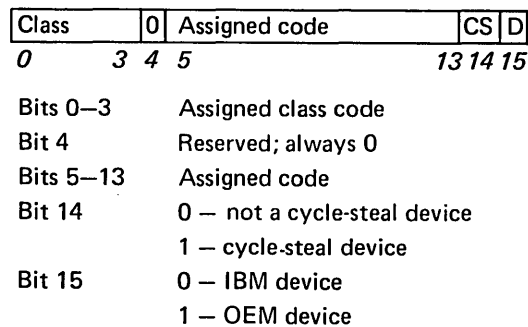 Class 0 Assigned code CS D
0 3 4 5 13 14 15
Bits 0—3 Assigned class code
Bit 4 Reserved; always 0
Bits 5—13 Assigned code
Bit 14 0 — not a cycle-steal device
1 — cycle-steal device
Bit 15 0 — IBM device
1 — OEM device